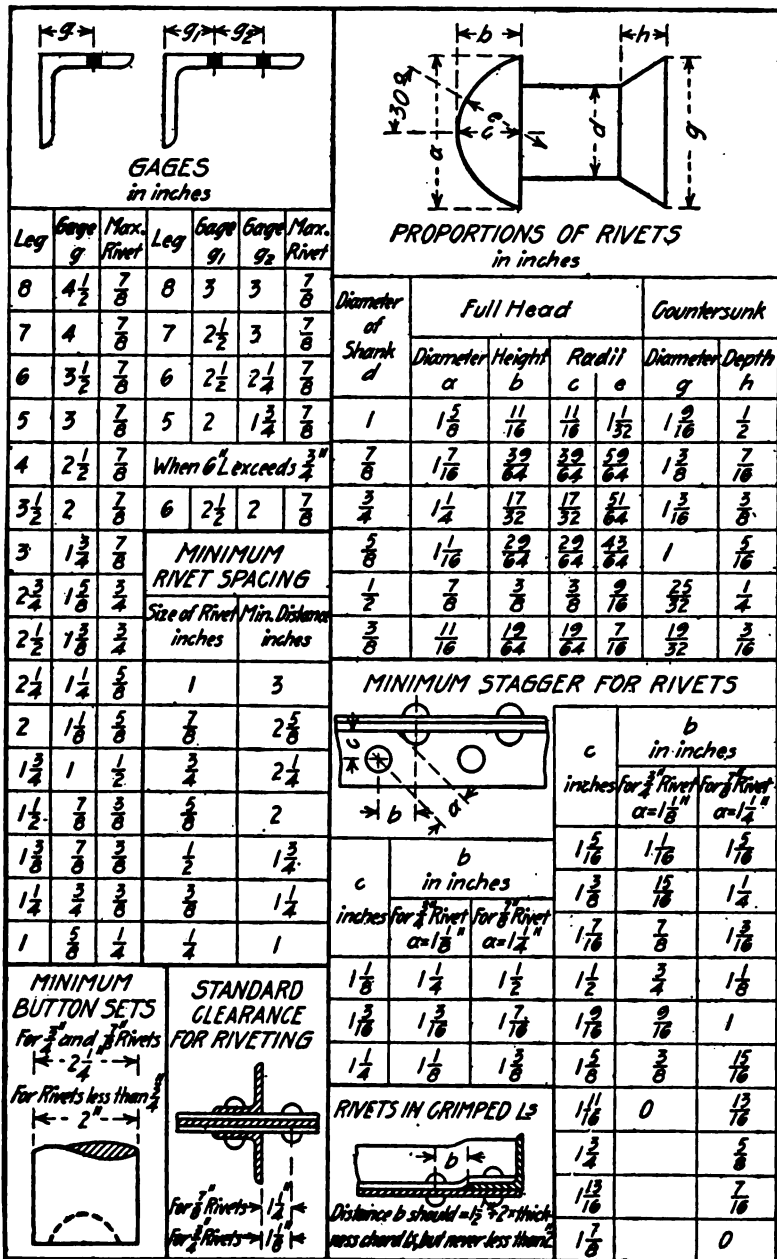 g g₁ g₂
GAGES
in inches
Leg Gage g Max. Rivet Leg Gage g₁ Gage g₂ Max. Rivet
8 4 1/2 7/8 8 3 3 7/8
7 4 7/8 7 2 1/2 3 7/8
6 3 1/2 7/8 6 2 1/2 2 1/4 7/8
5 3 7/8 5 2 1 3/4 7/8
4 2 1/2 7/8 When 6" L exceeds 3/4"
3 1/2 2 7/8 6 2 1/2 2 7/8
3 1 3/4 7/8
2 3/4 1 5/8 3/4
2 1/2 1 3/8 3/4
2 1/4 1 1/4 5/8
2 1 1/8 5/8
1 3/4 1 1/2
1 1/2 7/8 3/8
1 3/8 7/8 3/8
1 1/4 3/4 3/8
1 5/8 1/4
MINIMUM
RIVET SPACING
Size of Rivet inches Min. Distance inches
1 3
7/8 2 5/8
3/4 2 1/4
5/8 2
1/2 1 3/4
3/8 1 1/4
1/4 1
MINIMUM
BUTTON SETS
For 3/4" and 7/8" Rivets
2 1/4"
For Rivets less than 3/4"
2"
STANDARD
CLEARANCE
FOR RIVETING
For 7/8" Rivets 1 1/4"
For 3/4" Rivets 1 1/8"
b h
a 30° e c d g
PROPORTIONS OF RIVETS
in inches
Diameter of Shank d Full Head Countersunk
Diameter a Height b Radii c e Diameter g Depth h
1 1 5/8 11/16 11/16 1 1/32 1 9/16 1/2
7/8 1 7/16 39/64 39/64 59/64 1 3/8 7/16
3/4 1 1/4 17/32 17/32 51/64 1 3/16 3/8
5/8 1 1/16 29/64 29/64 43/64 1 5/16
1/2 7/8 3/8 3/8 9/16 25/32 1/4
3/8 11/16 19/64 19/64 7/16 19/32 3/16
MINIMUM STAGGER FOR RIVETS
c b a
c inches b in inches
For 3/4" Rivet a=1 1/8" For 7/8" Rivet a=1 1/4"
1 1/8 1 1/4 1 1/2
1 3/16 1 3/16 1 7/16
1 1/4 1 1/8 1 3/8
c inches b in inches
For 3/4" Rivet a=1 1/8" For 7/8" Rivet a=1 1/4"
1 5/16 1 1/16 1 5/16
1 3/8 15/16 1 1/4
1 7/16 7/8 1 3/16
1 1/2 3/4 1 1/8
1 9/16 9/16 1
1 5/8 3/8 15/16
1 11/16 0 13/16
1 3/4 5/8
1 13/16 7/16
1 7/8 0
RIVETS IN CRIMPED Ls
b
Distance b should = 1 1/2" + 2 × thick-
ness chord Ls, but never less than 2"